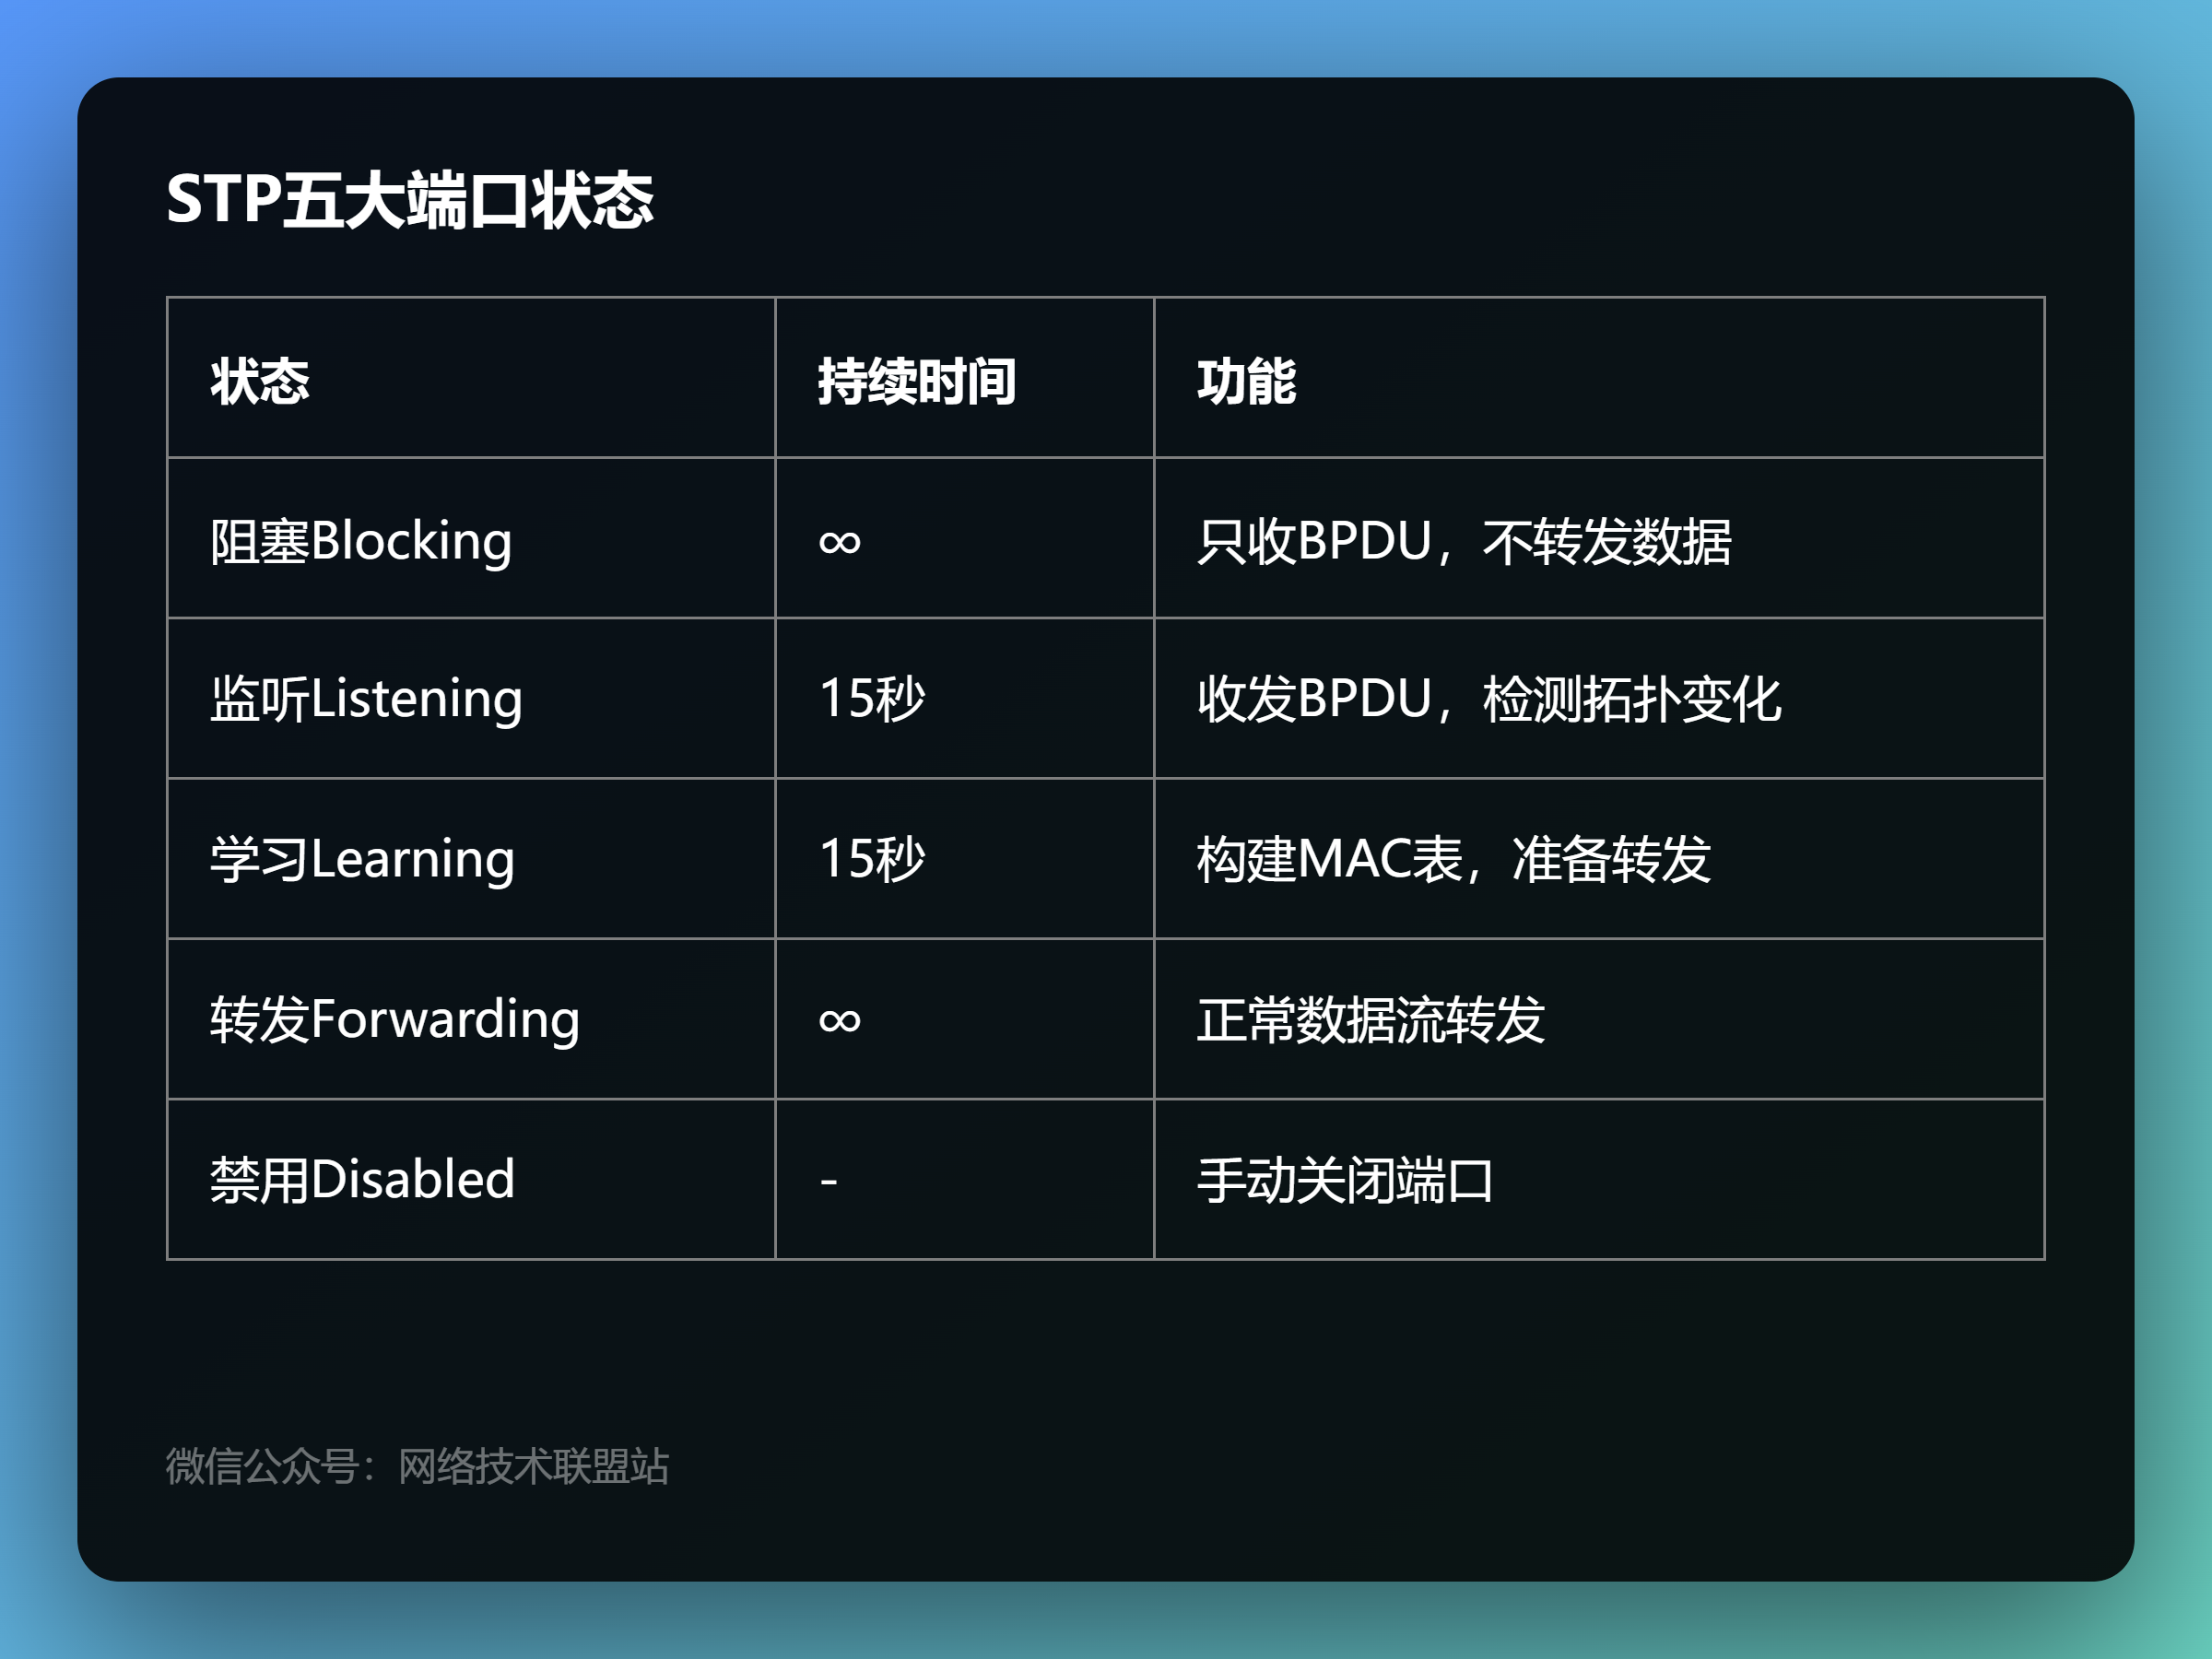 STP五大端口状态
状态 持续时间 功能
阻塞Blocking ∞ 只收BPDU，不转发数据
监听Listening 15秒 收发BPDU，检测拓扑变化
学习Learning 15秒 构建MAC表，准备转发
转发Forwarding ∞ 正常数据流转发
禁用Disabled - 手动关闭端口
微信公众号：网络技术联盟站